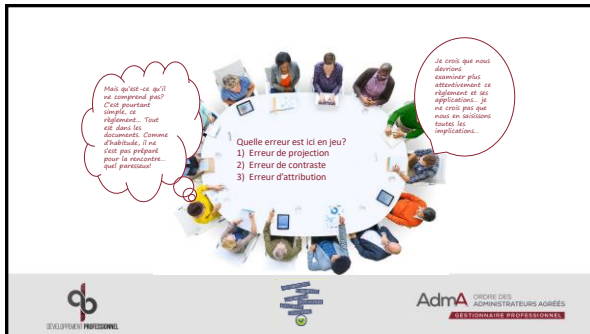 Mais qu'est-ce qu'il
ne comprend pas?
C'est pourtant
simple, ce
règlement... Tout
est dans les
documents. Comme
d'habitude, il ne
s'est pas préparé
pour la rencontre...
quel paresseux!
Je crois que nous
devrions
examiner plus
attentivement ce
règlement et ses
applications... je
ne crois pas que
nous en saisissons
toutes les
implications...
Quelle erreur est ici en jeu?
1) Erreur de projection
2) Erreur de contraste
3) Erreur d'attribution
DÉVELOPPEMENT PROFESSIONNEL
AdmA ORDRE DES
ADMINISTRATEURS AGRÉÉS
GESTIONNAIRE PROFESSIONNEL